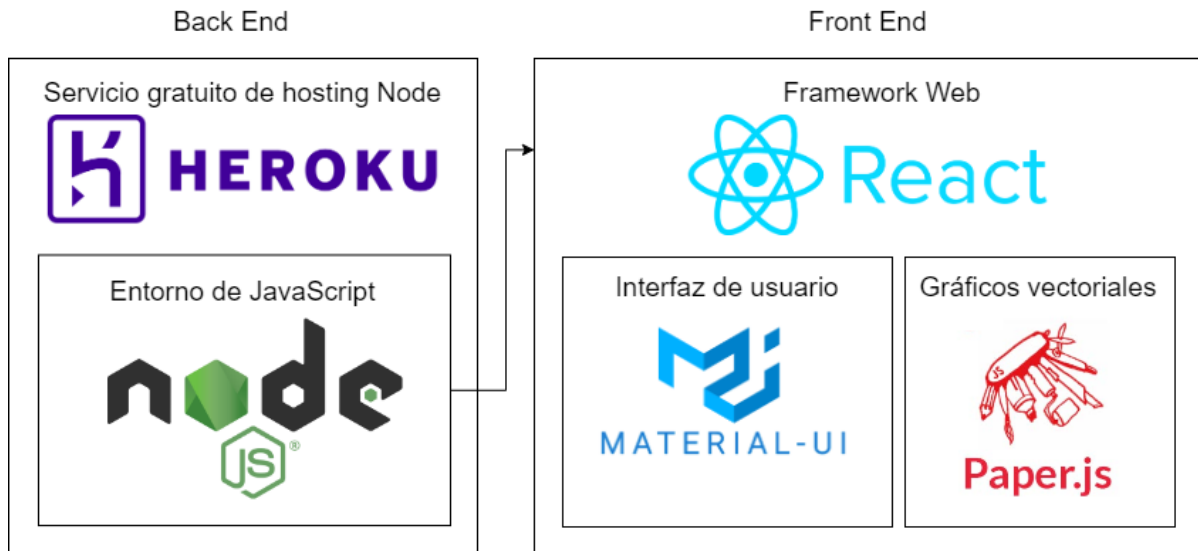 Back End
Front End
Servicio gratuito de hosting Node
HEROKU
Entorno de JavaScript
node
JS®
Framework Web
React
Interfaz de usuario
MATERIAL-UI
Gráficos vectoriales
JS
Paper.js